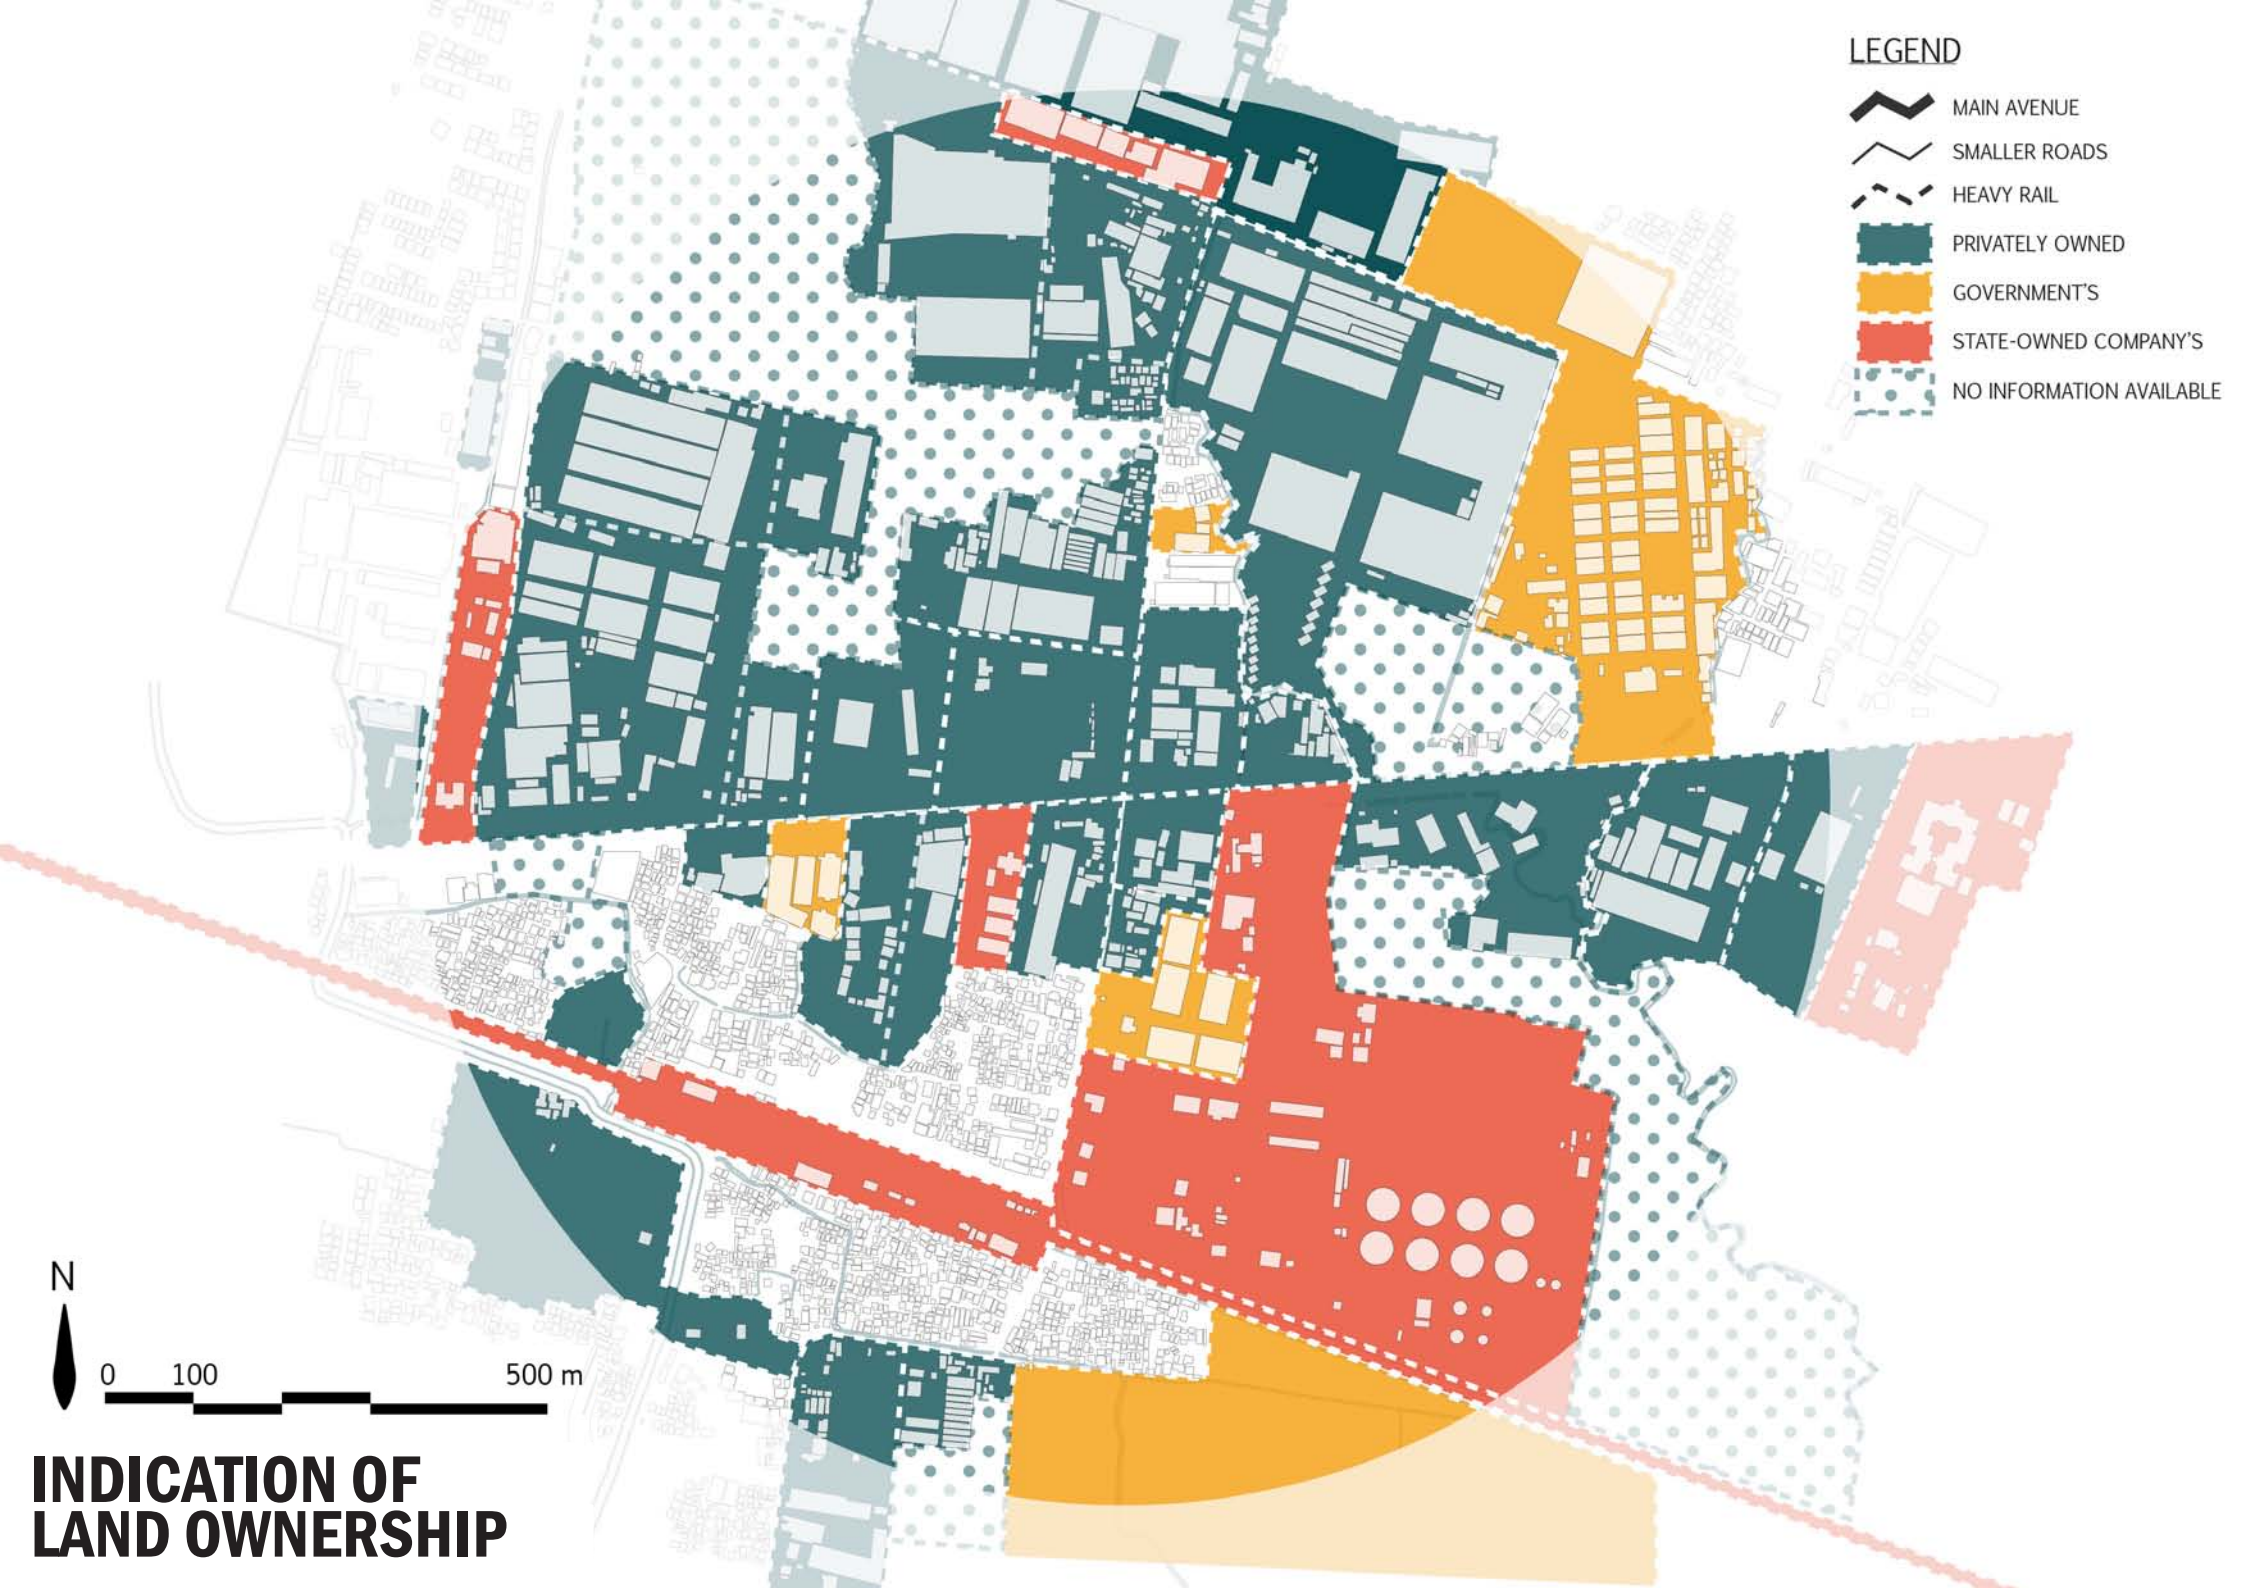 LEGEND
MAIN AVENUE
SMALLER ROADS
HEAVY RAIL
PRIVATELY OWNED
GOVERNMENT'S
STATE-OWNED COMPANY'S
NO INFORMATION AVAILABLE
N
0 100 500 m
INDICATION OF
LAND OWNERSHIP